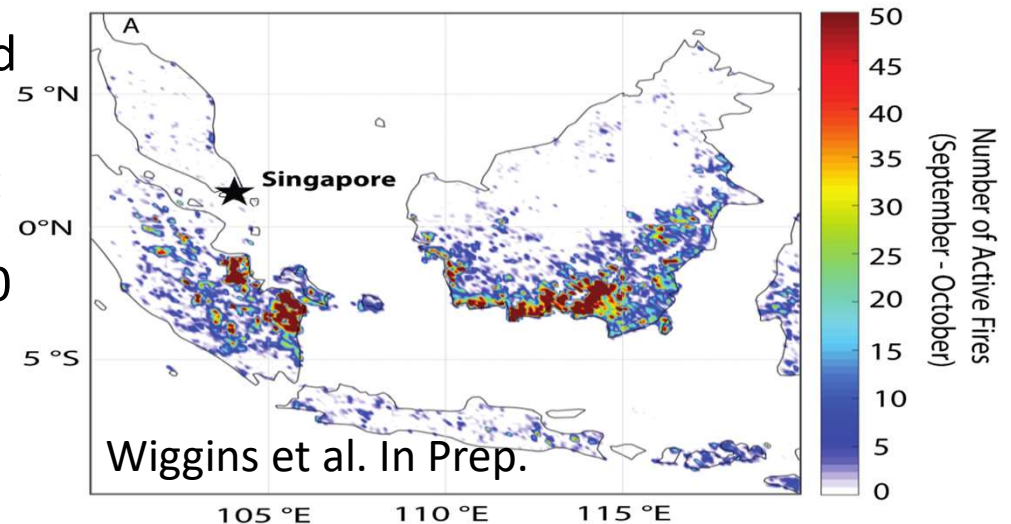 A
d
0
5 °N
0°N
5 °S
105 °E
110 °E
115 °E
Singapore
Wiggins et al. In Prep.
50
45
40
35
30
25
20
15
10
5
0
Number of Active Fires
(September - October)